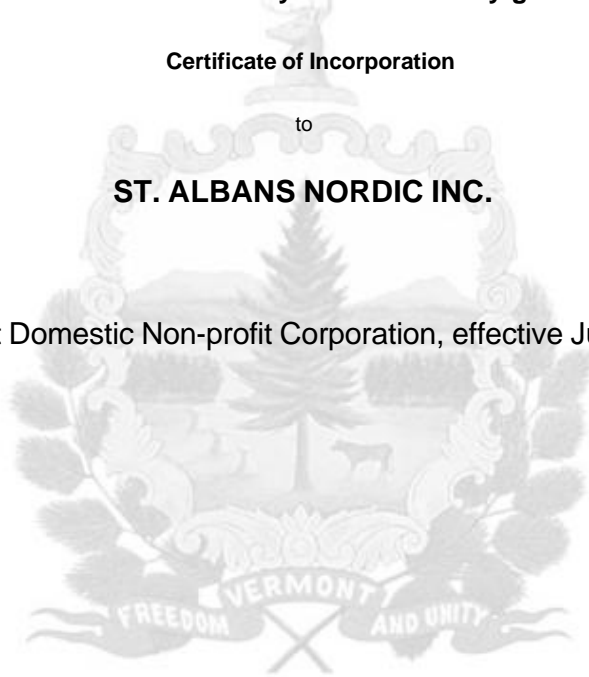 Certificate of Incorporation
to
ST. ALBANS NORDIC INC.
Domestic Non-profit Corporation, effective
FREEDOM VERMONT AND UNITY